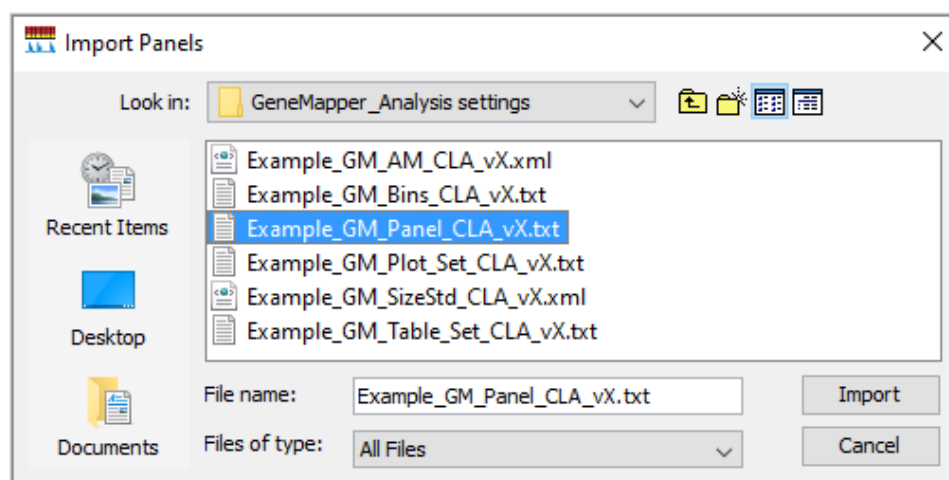 Import Panels
Look in: GeneMapper_Analysis settings
Example_GM_AM_CLA_vX.xml
Example_GM_Bins_CLA_vX.txt
Example_GM_Panel_CLA_vX.txt
Example_GM_Plot_Set_CLA_vX.txt
Example_GM_SizeStd_CLA_vX.xml
Example_GM_Table_Set_CLA_vX.txt
Recent Items
Desktop
Documents
File name: Example_GM_Panel_CLA_vX.txt Import
Files of type: All Files Cancel